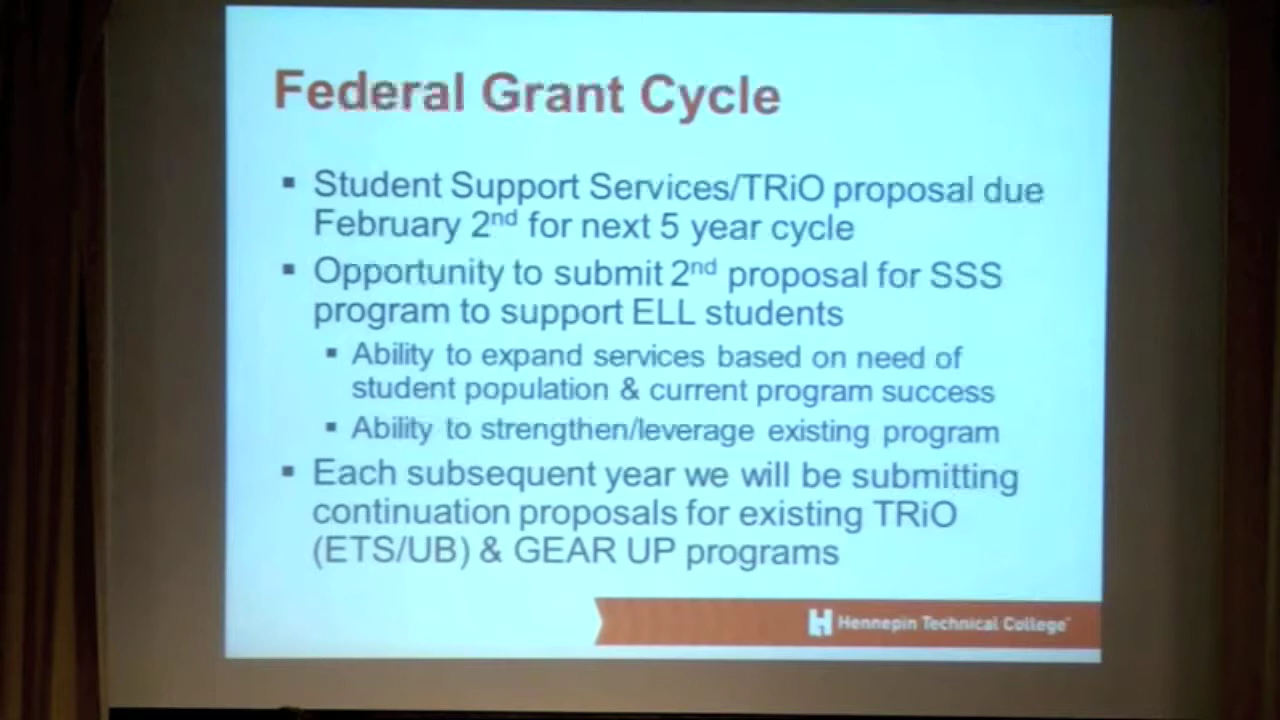 Federal Grant Cycle
▪ Student Support Services/TRiO proposal due
February 2nd for next 5 year cycle
▪ Opportunity to submit 2nd proposal for SSS
program to support ELL students
▪ Ability to expand services based on need of
student population & current program success
▪ Ability to strengthen/leverage existing program
▪ Each subsequent year we will be submitting
continuation proposals for existing TRiO
(ETS/UB) & GEAR UP programs
Hennepin Technical College